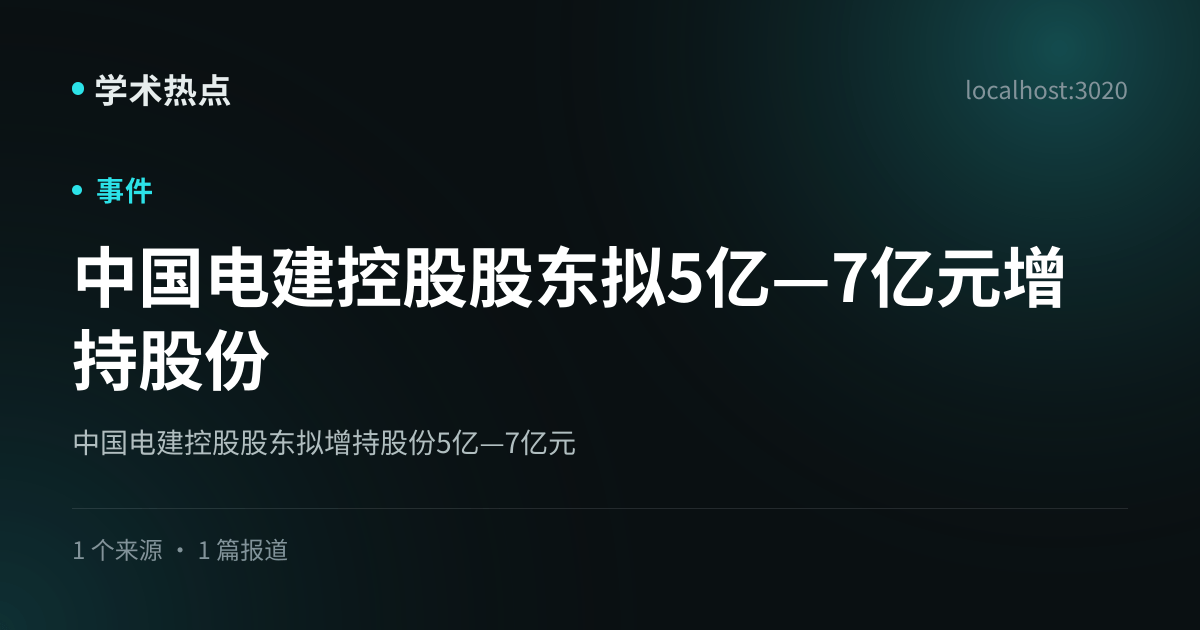 学术热点
localhost:3020
事件
中国电建控股股东拟5亿—7亿元增
持股份
中国电建控股股东拟增持股份5亿—7亿元
1 个来源 · 1 篇报道